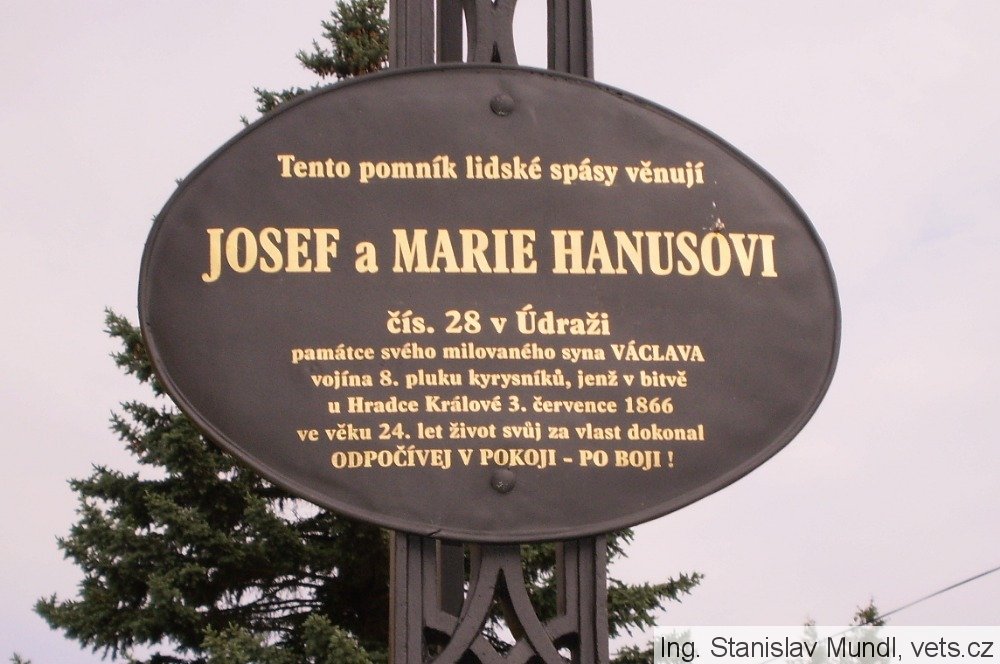 Tento pomník lidské spásy věnují
JOSEF a MARIE HANUSOVI
čís. 28 v Údraži
památce svého milovaného syna VÁCLAVA
vojína 8. pluku kyrysníků, jenž v bitvě
u Hradce Králové 3. července 1866
ve věku 24. let život svůj za vlast dokonal
ODPOČÍVEJ V POKOJI - PO BOJI !
Ing. Stanislav Mundl, vets.cz